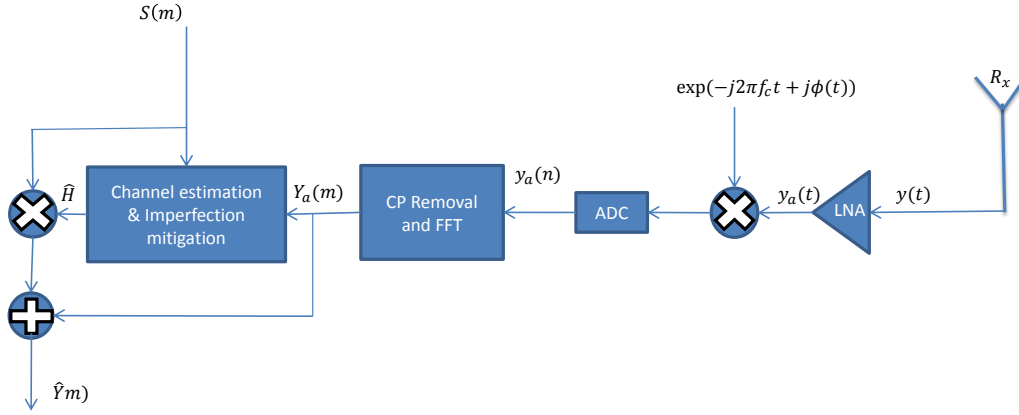 S(m)
exp(−j2πf_c t + jϕ(t))
R_x
Ĥ
Channel estimation
& Imperfection
mitigation
Y_a(m)
CP Removal
and FFT
y_a(n)
ADC
y_a(t)
LNA
y(t)
Ŷm)